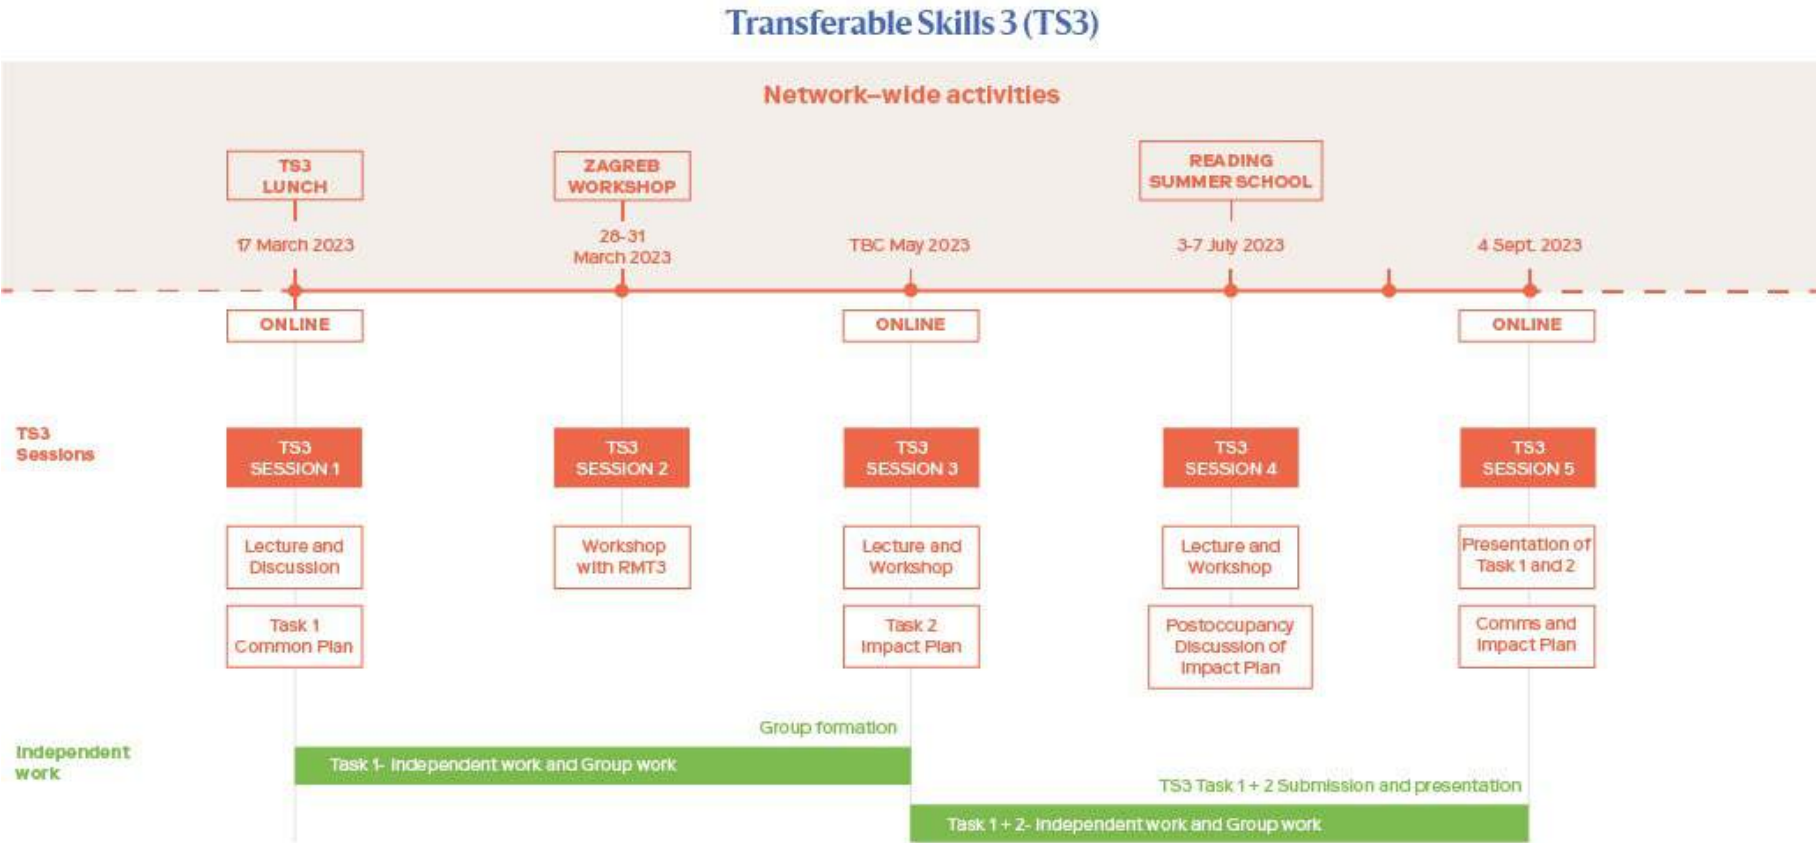 Transferable Skills 3 (TS3)
Network-wide activities
TS3
LUNCH
ZAGREB
WORKSHOP
READING
SUMMER SCHOOL
17 March 2023
28-31
March 2023
TBC May 2023
3-7 July 2023
4 Sept. 2023
ONLINE
ONLINE
ONLINE
TS3
Sessions
TS3
SESSION 1
TS3
SESSION 2
TS3
SESSION 3
TS3
SESSION 4
TS3
SESSION 5
Lecture and
Discussion
Workshop
with RMT3
Lecture and
Workshop
Lecture and
Workshop
Presentation of
Task 1 and 2
Task 1
Common Plan
Task 2
Impact Plan
Postoccupancy
Discussion of
Impact Plan
Comms and
Impact Plan
Independent
work
Group formation
Task 1- Independent work and Group work
TS3 Task 1 + 2 Submission and presentation
Task 1 + 2- Independent work and Group work